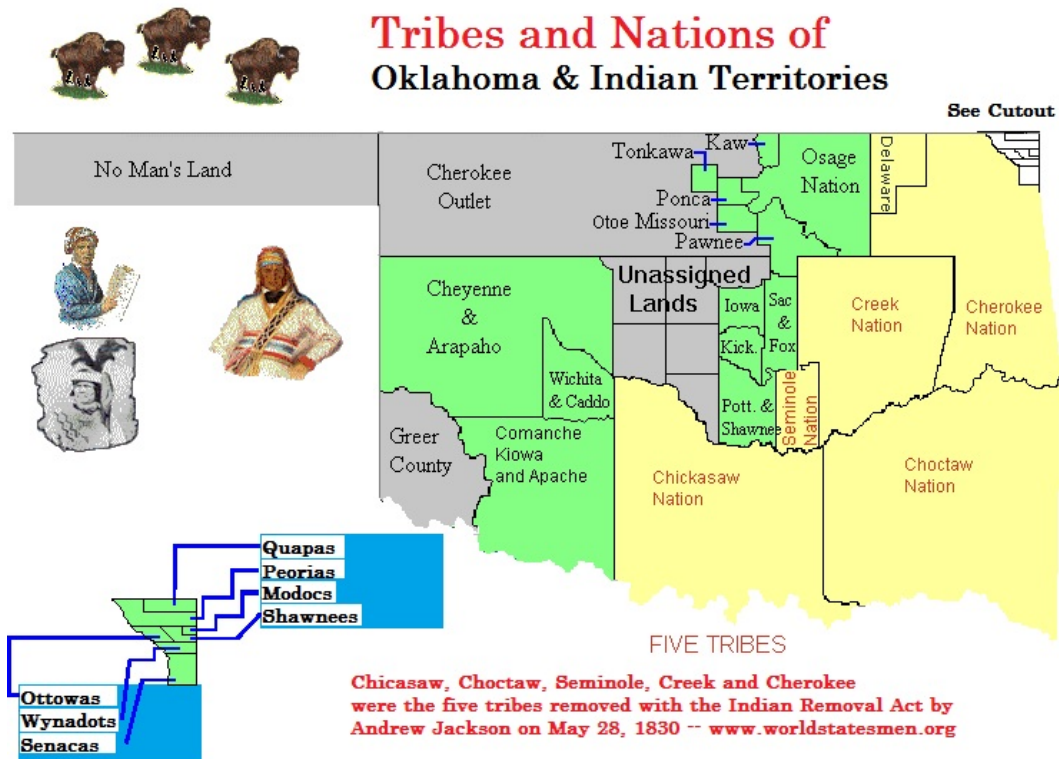 Tribes and Nations of
Oklahoma & Indian Territories
See Cutout
No Man's Land
Cherokee
Outlet
Tonkawa
Kaw
Ponca
Otoe Missouri
Pawnee
Osage
Nation
Delaware
Cheyenne
&
Arapaho
Unassigned
Lands
Iowa
Sac
&
Fox
Kick.
Creek
Nation
Cherokee
Nation
Wichita
& Caddo
Pott. &
Shawnee
Seminole
Nation
Greer
County
Comanche
Kiowa
and Apache
Chickasaw
Nation
Choctaw
Nation
Quapas
Peorias
Modocs
Shawnees
Ottowas
Wynadots
Senacas
FIVE TRIBES
Chicasaw, Choctaw, Seminole, Creek and Cherokee
were the five tribes removed with the Indian Removal Act by
Andrew Jackson on May 28, 1830 -- www.worldstatesmen.org